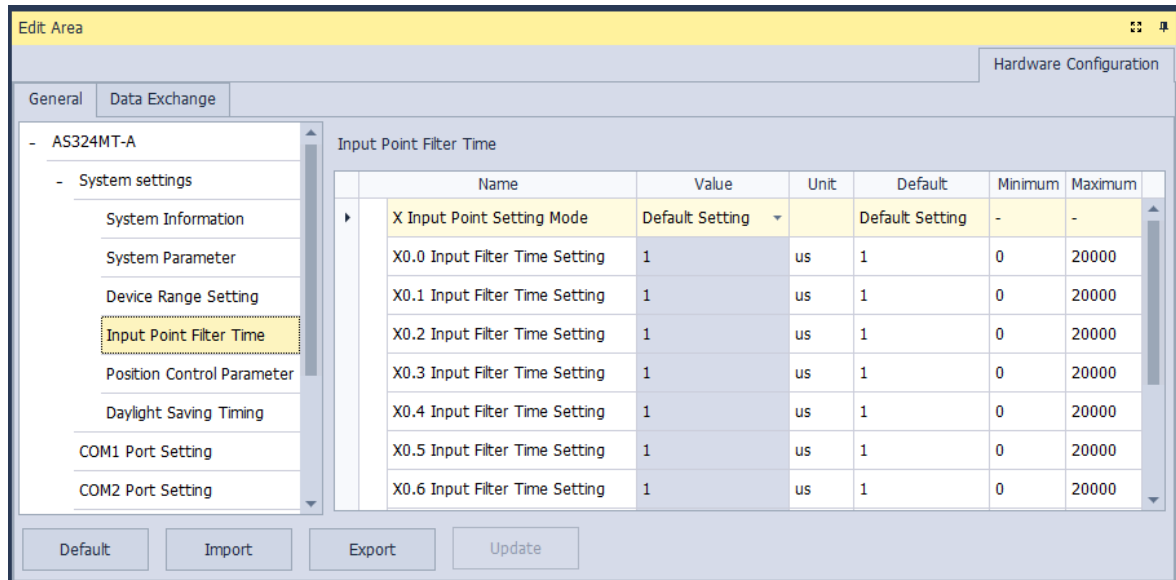 Edit Area
Hardware Configuration
General Data Exchange
- AS324MT-A
- System settings
System Information
System Parameter
Device Range Setting
Input Point Filter Time
Position Control Parameter
Daylight Saving Timing
COM1 Port Setting
COM2 Port Setting
Input Point Filter Time
Name Value Unit Default Minimum Maximum
X Input Point Setting Mode Default Setting Default Setting - -
X0.0 Input Filter Time Setting 1 us 1 0 20000
X0.1 Input Filter Time Setting 1 us 1 0 20000
X0.2 Input Filter Time Setting 1 us 1 0 20000
X0.3 Input Filter Time Setting 1 us 1 0 20000
X0.4 Input Filter Time Setting 1 us 1 0 20000
X0.5 Input Filter Time Setting 1 us 1 0 20000
X0.6 Input Filter Time Setting 1 us 1 0 20000
Default Import Export Update